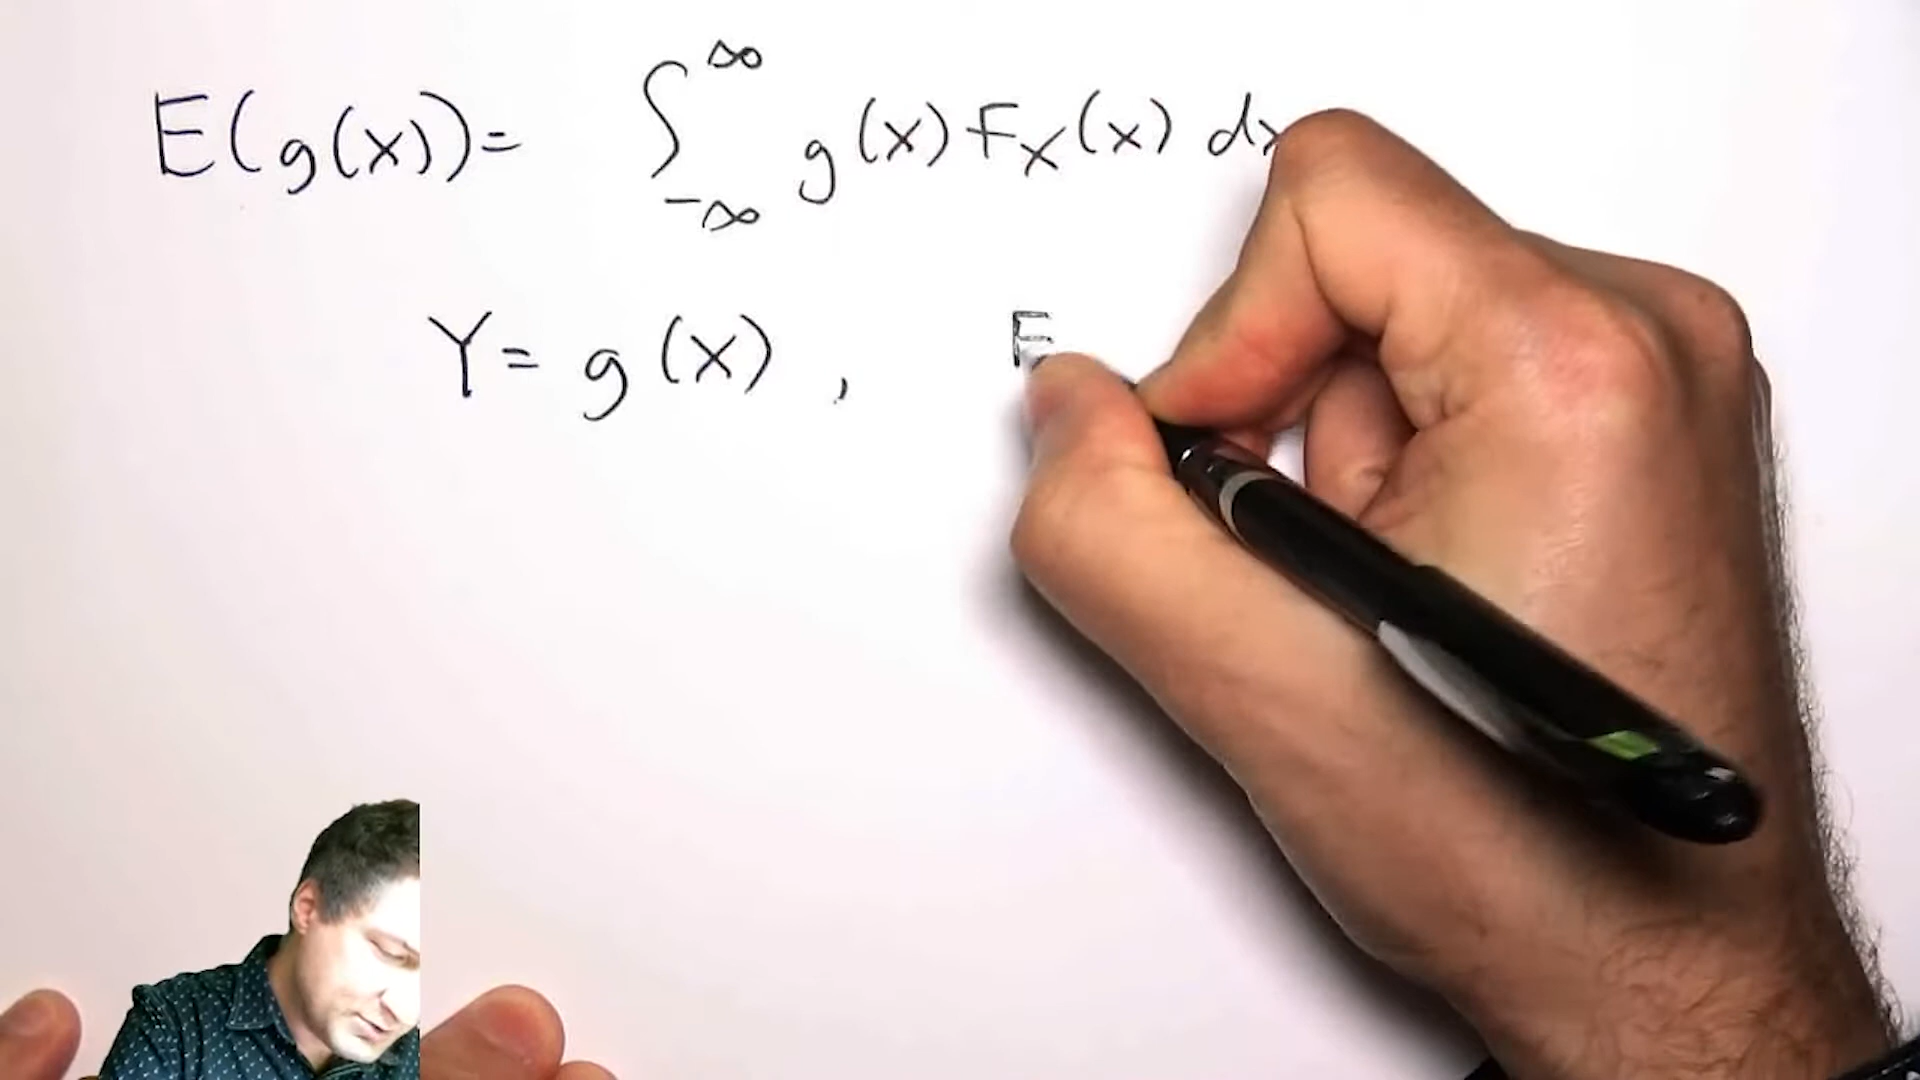 E(g(x))= ∫_{-∞}^{∞} g(x) F_X(x) dx
Y= g(X) , E